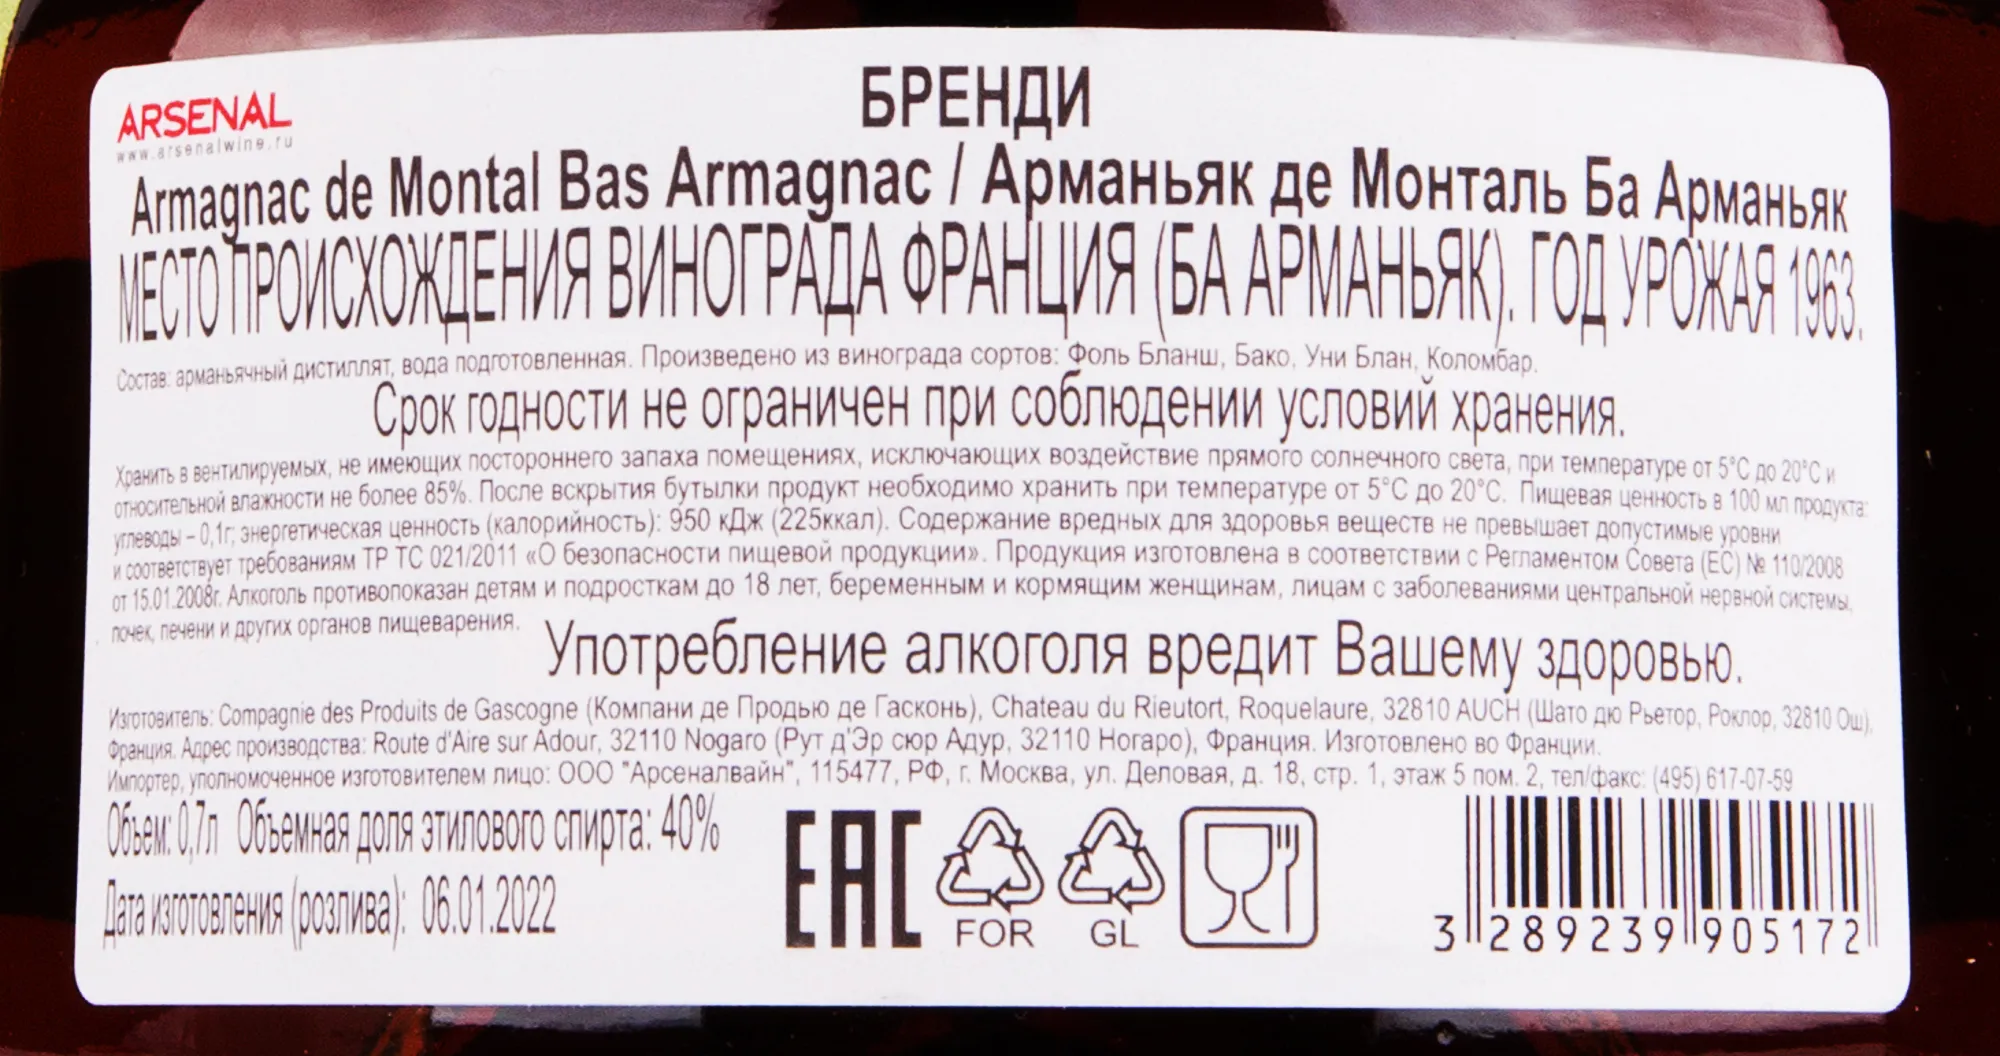 ARSENAL
www.arsenalwine.ru
БРЕНДИ
Armagnac de Montal Bas Armagnac / Арманьяк де Монталь Ба Арманьяк
МЕСТО ПРОИСХОЖДЕНИЯ ВИНОГРАДА ФРАНЦИЯ (БА АРМАНЬЯК). ГОД УРОЖАЯ 1963.
Состав: арманьячный дистиллят, вода подготовленная. Произведено из винограда сортов: Фоль Бланш, Бако, Уни Блан, Коломбар.
Срок годности не ограничен при соблюдении условий хранения.
Хранить в вентилируемых, не имеющих постороннего запаха помещениях, исключающих воздействие прямого солнечного света, при температуре от 5°С до 20°С и
относительной влажности не более 85%. После вскрытия бутылки продукт необходимо хранить при температуре от 5°С до 20°С. Пищевая ценность в 100 мл продукта:
углеводы – 0,1г; энергетическая ценность (калорийность): 950 кДж (225ккал). Содержание вредных для здоровья веществ не превышает допустимые уровни
и соответствует требованиям ТР ТС 021/2011 «О безопасности пищевой продукции». Продукция изготовлена в соответствии с Регламентом Совета (ЕС) № 110/2008
от 15.01.2008г. Алкоголь противопоказан детям и подросткам до 18 лет, беременным и кормящим женщинам, лицам с заболеваниями центральной нервной системы,
почек, печени и других органов пищеварения.
Употребление алкоголя вредит Вашему здоровью.
Изготовитель: Compagnie des Produits de Gascogne (Компани де Продью де Гасконь), Chateau du Rieutort, Roquelaure, 32810 AUCH (Шато дю Рьетор, Роклор, 32810 Ош),
Франция. Адрес производства: Route d'Aire sur Adour, 32110 Nogaro (Рут д'Эр сюр Адур, 32110 Ногаро), Франция. Изготовлено во Франции.
Импортер, уполномоченное изготовителем лицо: ООО "Арсеналвайн", 115477, РФ, г. Москва, ул. Деловая, д. 18, стр. 1, этаж 5 пом. 2, тел/факс: (495) 617-07-59
Объем: 0,7л Объемная доля этилового спирта: 40%
Дата изготовления (розлива): 06.01.2022
EAC
FOR
GL
3 289239 905172